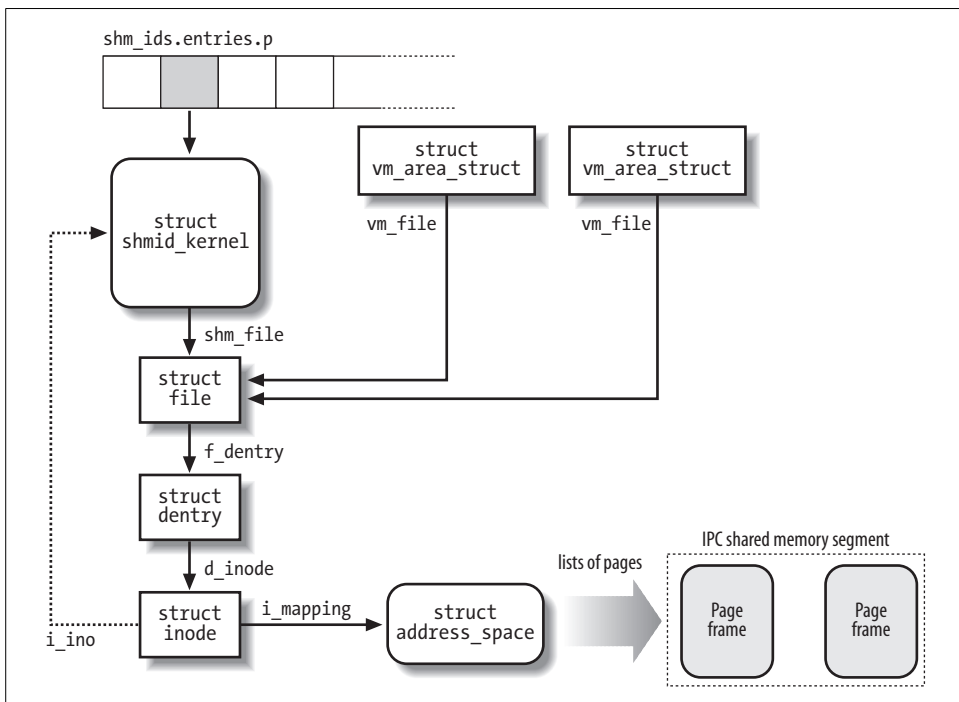 shm_ids.entries.p
struct
vm_area_struct
struct
vm_area_struct
struct
shmid_kernel
vm_file
vm_file
shm_file
struct
file
f_dentry
struct
dentry
d_inode
IPC shared memory segment
lists of pages
struct
inode
i_mapping
struct
address_space
Page
frame
Page
frame
i_ino